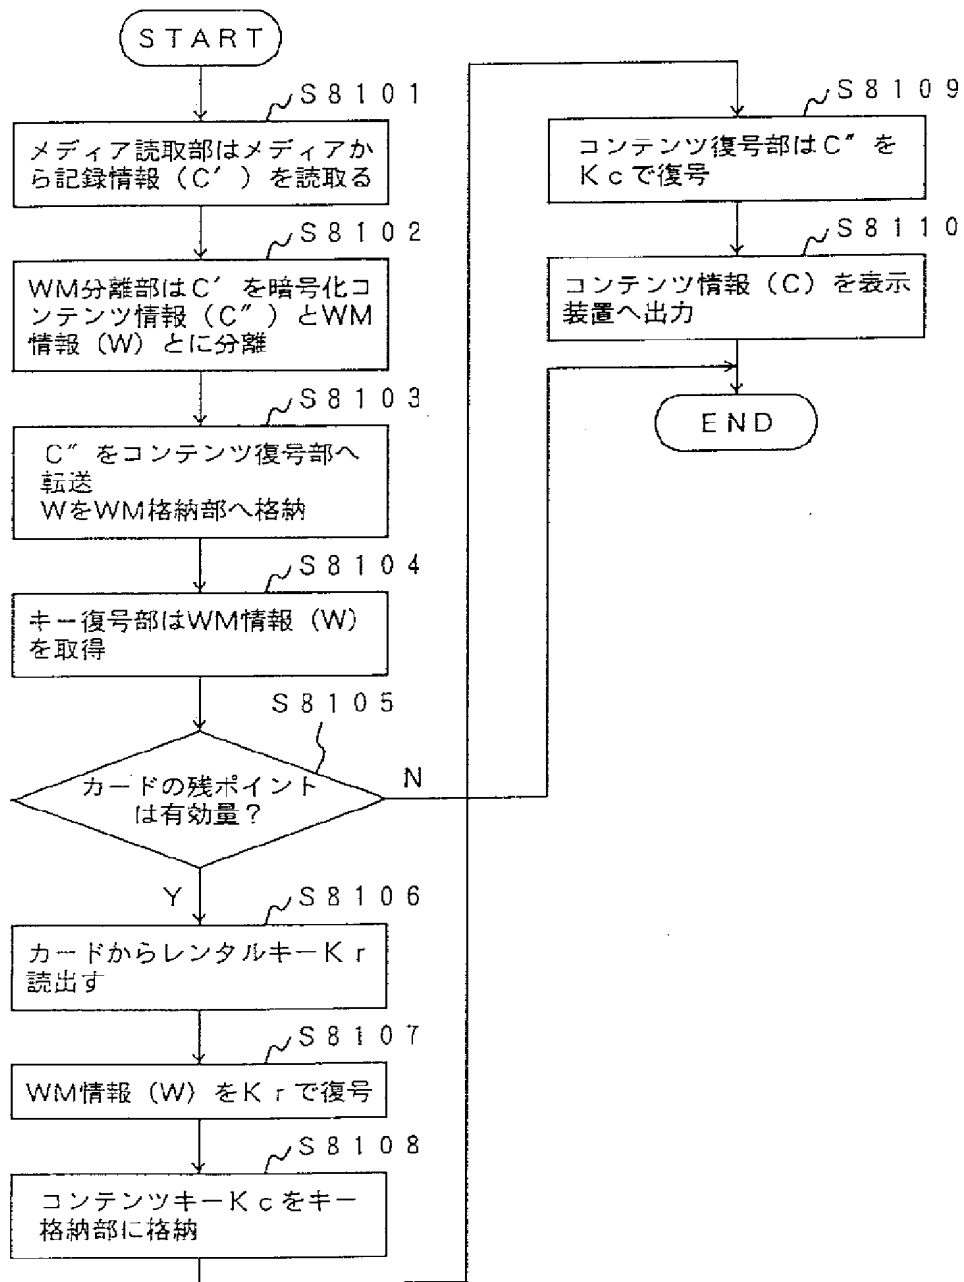 START
S8101
メディア読取部はメディアか
ら記録情報（C′）を読取る
S8102
WM分離部はC′を暗号化コ
ンテンツ情報（C″）とWM
情報（W）とに分離
S8103
C″をコンテンツ復号部へ
転送
WをWM格納部へ格納
S8104
キー復号部はWM情報（W）
を取得
S8105
カードの残ポイント
は有効量？
N
Y
S8106
カードからレンタルキーKr
読出す
S8107
WM情報（W）をKrで復号
S8108
コンテンツキーKcをキー
格納部に格納
S8109
コンテンツ復号部はC″を
Kcで復号
S8110
コンテンツ情報（C）を表示
装置へ出力
END